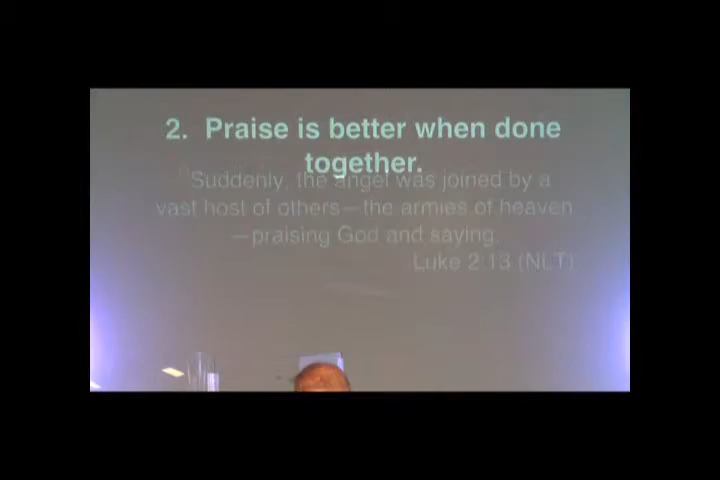 2. Praise is better when done
together.
"Suddenly, the angel was joined by a
vast host of others—the armies of heaven
—praising God and saying,
Luke 2:13 (NLT)